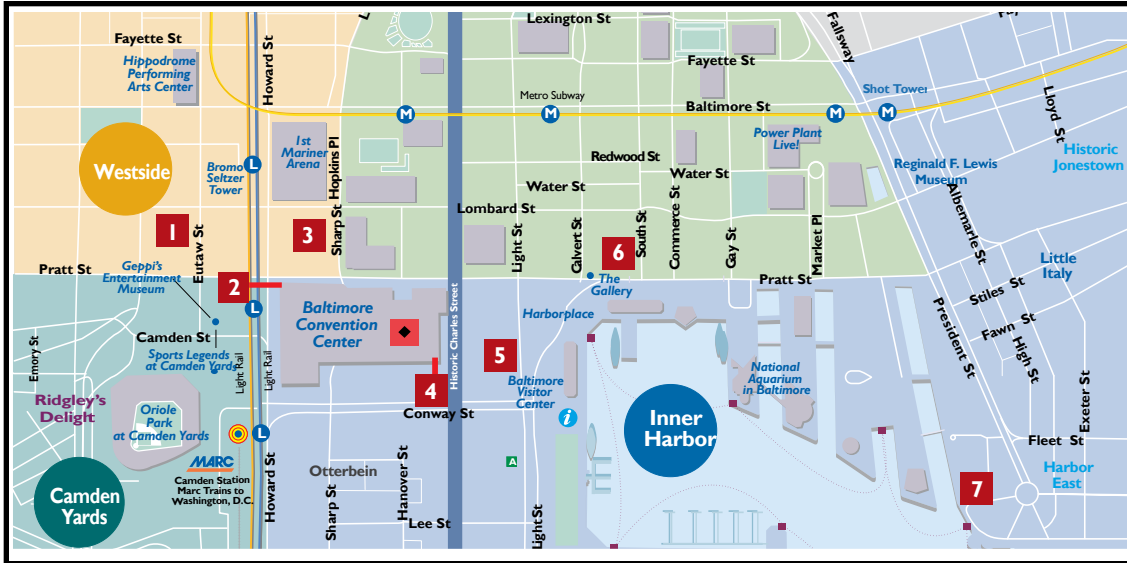 Lexington St
Fayette St
Howard St
Fallsway
Hippodrome
Performing
Arts Center
Fayette St
Metro Subway
Baltimore St
Shot Tower
M
M
M
M
Lloyd St
Westside
Bromo
Seltzer
Tower
L
1st
Mariner
Arena
Hopkins Pl
Redwood St
Power Plant
Live!
Reginald F. Lewis
Museum
Historic
Jonestown
Water St
Water St
Albemarle St
1
Eutaw St
3
Sharp St
Lombard St
Light St
Calvert St
6
South St
Commerce St
Gay St
Market Pl
Little
Italy
Pratt St
Geppi's
Entertainment
Museum
2
L
The
Gallery
Pratt St
Stiles St
Baltimore
Convention
Center
Historic Charles Street
Harborplace
President St
Fawn St
High St
Camden St
Emory St
Sports Legends
at Camden Yards
Light Rail
Light Rail
5
4
Baltimore
Visitor
Center
National
Aquarium
in Baltimore
Exeter St
Ridgley's
Delight
Oriole
Park
at Camden Yards
L
Conway St
i
Inner
Harbor
Fleet St
MARC
Camden Station
Marc Trains to
Washington, D.C.
Otterbein
Hanover St
A
Harbor
East
7
Camden
Yards
Howard St
Sharp St
Lee St
Light St